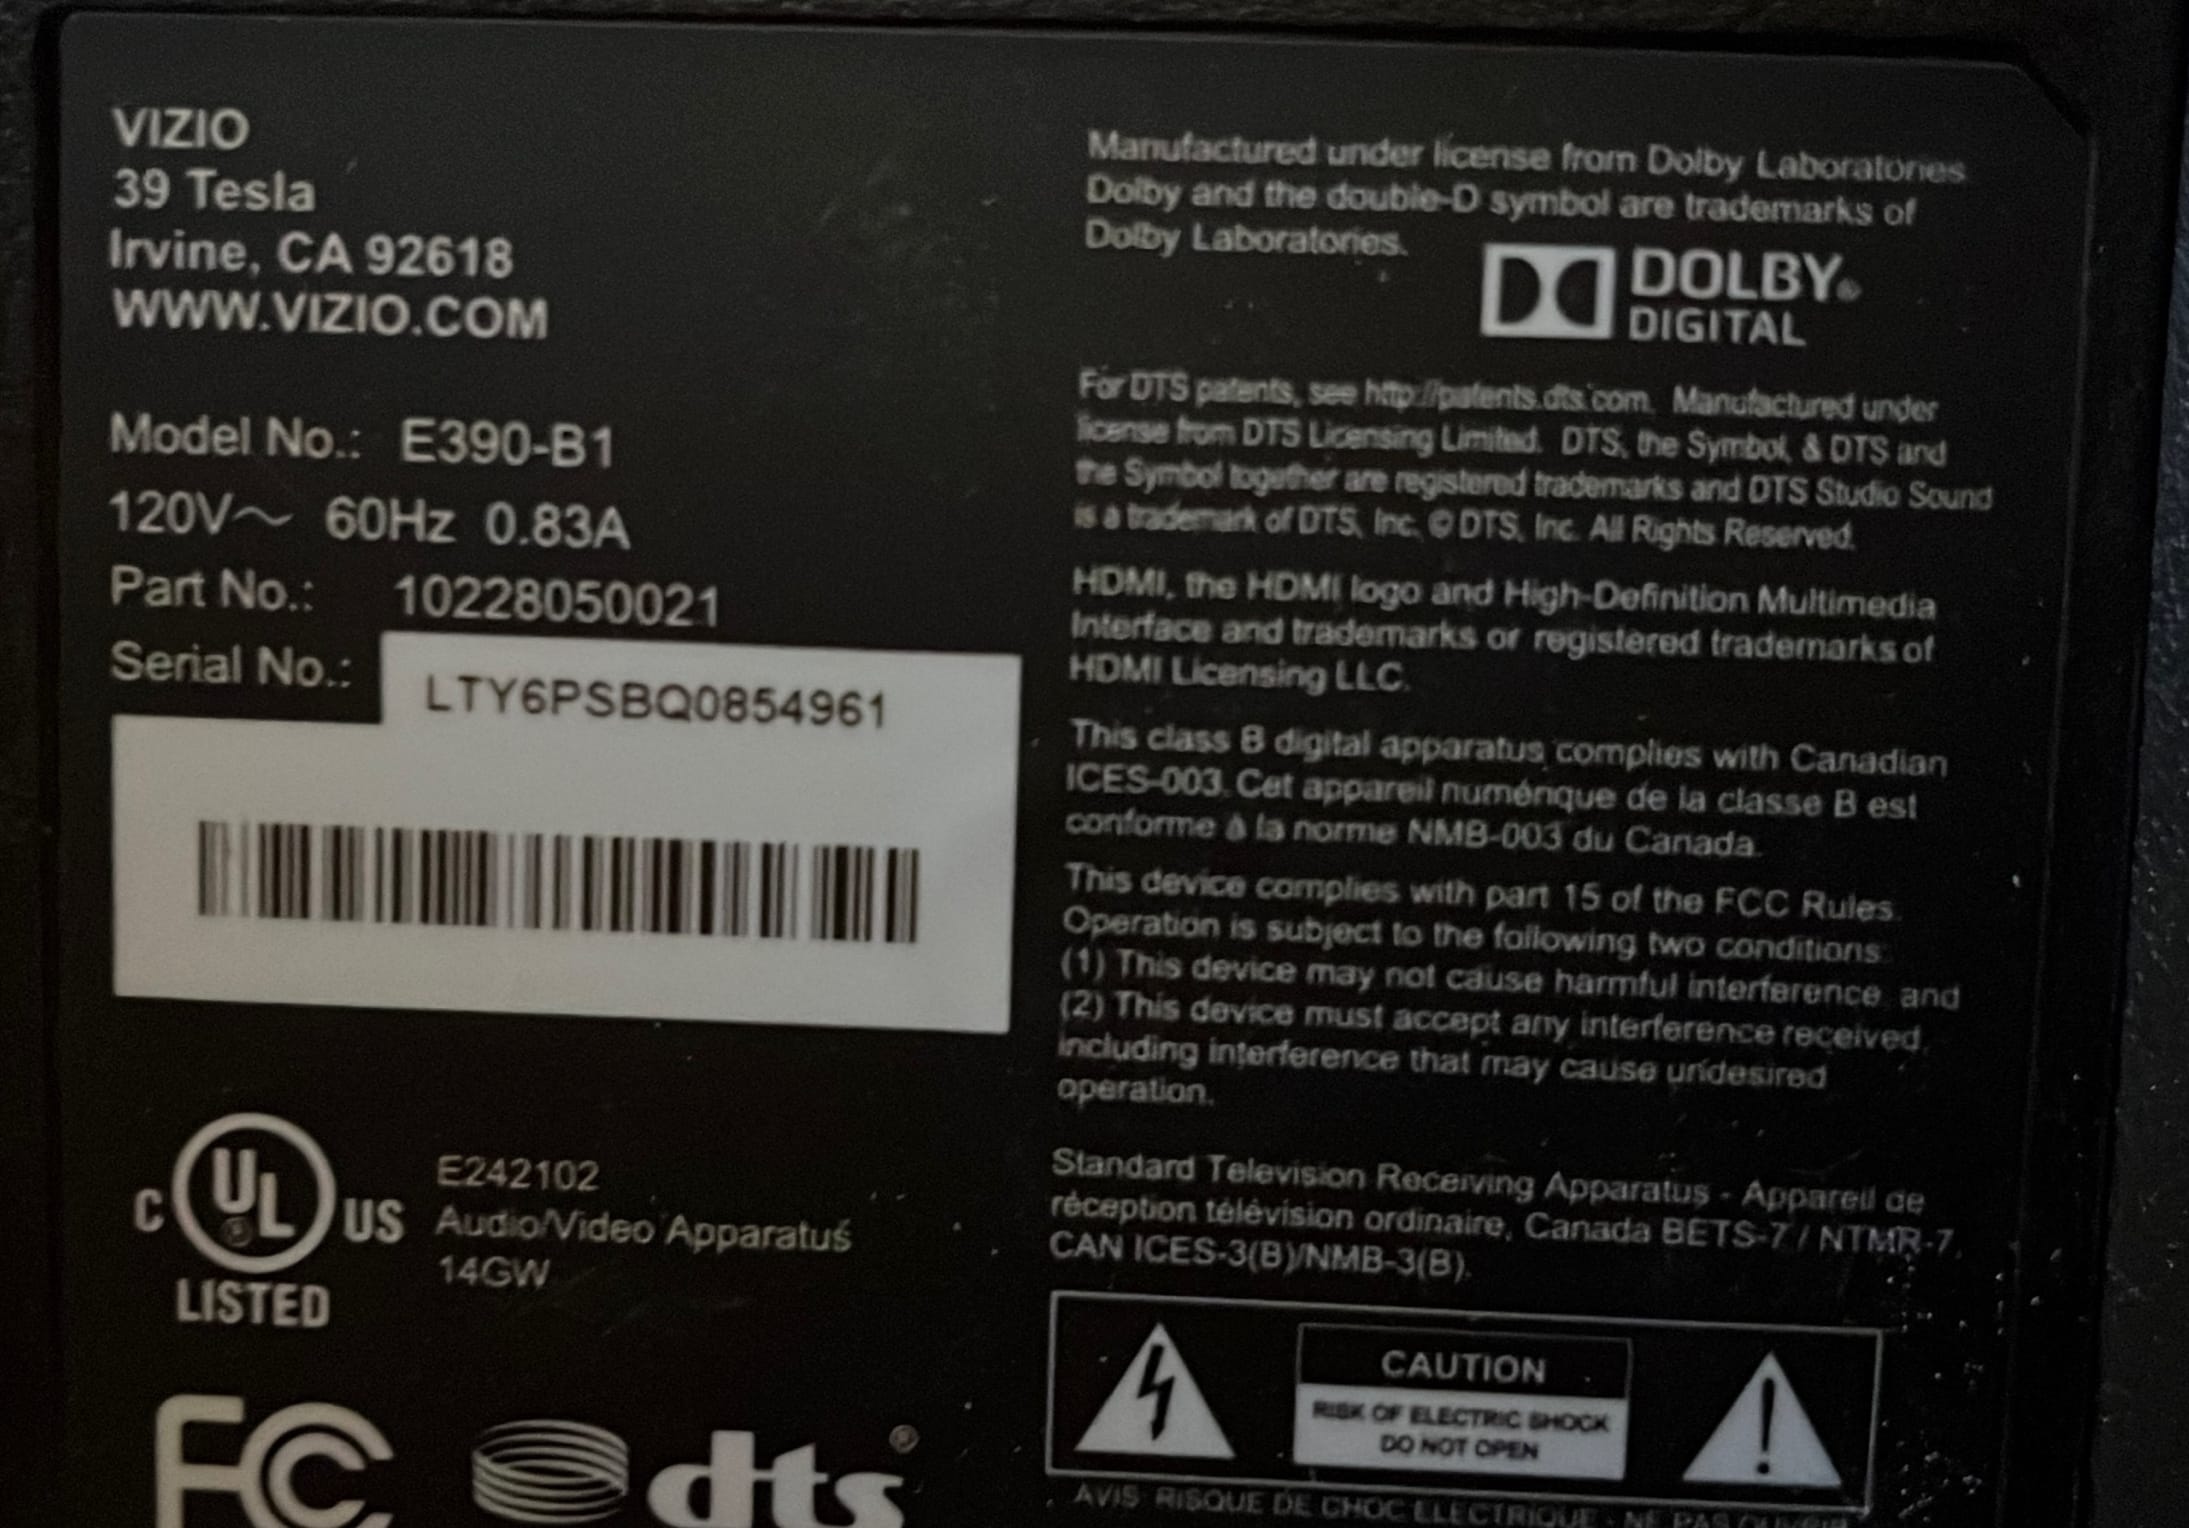 VIZIO
39 Tesla
Irvine, CA 92618
WWW.VIZIO.COM
Model No.: E390-B1
120V~ 60Hz 0.83A
Part No.: 10228050021
Serial No.: LTY6PSBQ0854961
C UL US
LISTED
®
E242102
Audio/Video Apparatus
14GW
FC
dts®
Manufactured under license from Dolby Laboratories
Dolby and the double-D symbol are trademarks of
Dolby Laboratories.
DOLBY®
DIGITAL
For DTS patents, see http://patents.dts.com. Manufactured under
license from DTS Licensing Limited. DTS, the Symbol, & DTS and
the Symbol together are registered trademarks and DTS Studio Sound
is a trademark of DTS, Inc. © DTS, Inc. All Rights Reserved.
HDMI, the HDMI logo and High-Definition Multimedia
Interface and trademarks or registered trademarks of
HDMI Licensing LLC.
This class B digital apparatus complies with Canadian
ICES-003. Cet appareil numérique de la classe B est
conforme à la norme NMB-003 du Canada.
This device complies with part 15 of the FCC Rules.
Operation is subject to the following two conditions:
(1) This device may not cause harmful interference, and
(2) This device must accept any interference received,
including interference that may cause undesired
operation.
Standard Television Receiving Apparatus - Appareil de
réception télévision ordinaire, Canada BETS-7 / NTMR-7,
CAN ICES-3(B)/NMB-3(B).
CAUTION
RISK OF ELECTRIC SHOCK
DO NOT OPEN
AVIS: RISQUE DE CHOC ELECTRIQUE - NE PAS OUVRIR